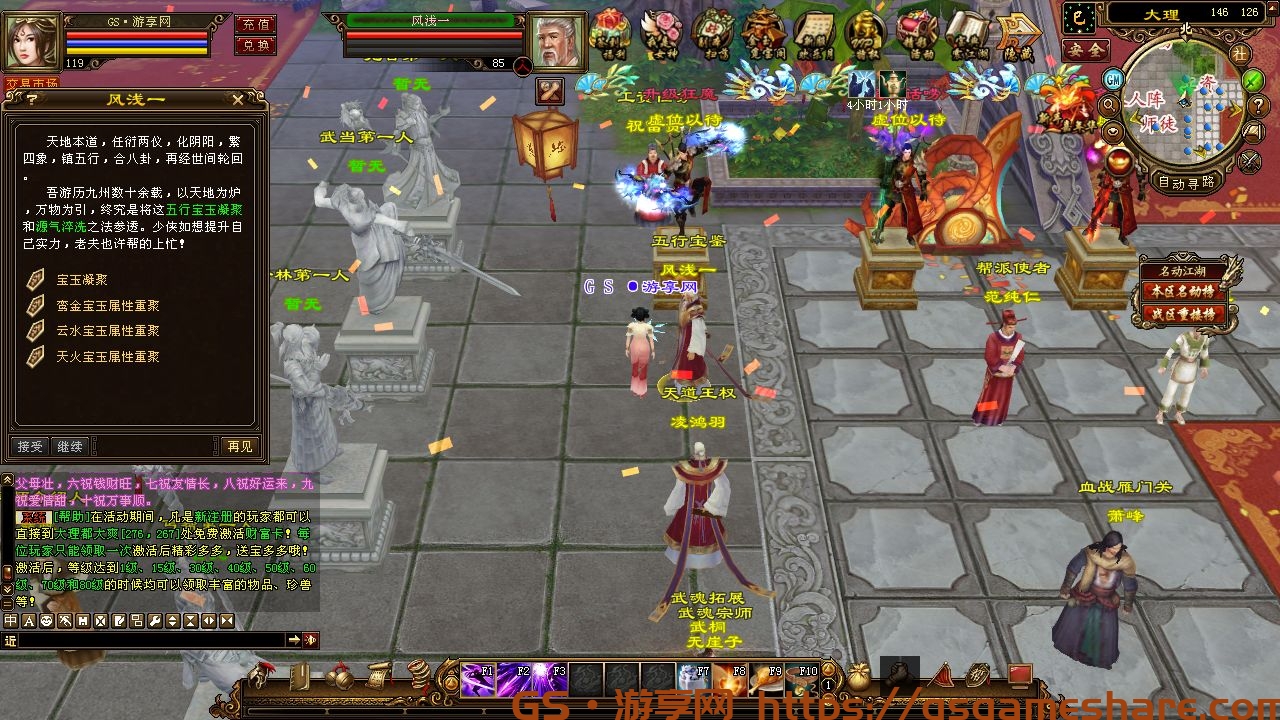 GS·游享网
119
充值
兑换
交易市场
风浅一
85
大理
146 126
北
安全
GM
社
自动寻路
4小时
1小时
风浅一
天地本道，任衍两仪，化阴阳，繁
四象，镇五行，合八卦，再经世间轮回
。
吾游历九州数十余载，以天地为炉
，万物为引，
五行宝玉凝聚
和源气淬洗之法参透。少侠如想提升自
己实力，老夫也许帮的上忙！
宝玉凝聚
峦金宝玉属性重聚
云水宝玉属性重聚
天火宝玉属性重聚
接受
继续
再见
暂无
武当第一人
暂无
林第一人
暂无
虚位以待
虚位以待
五行宝鉴
风浅一
GS
游享网
帮派使者
范纯仁
名动江湖
本区名动榜
战区重楼榜
天道王权
凌鸿羽
血战雁门关
萧峰
武魂拓展
武魂宗师
武桐
无崖子
父母壮，六祝钱财旺，七祝友情长，八祝好运来，九
祝爱情甜，十祝万事顺。
[帮助]在活动期间，凡是新注册的玩家都可以
直接到大理都大爽[276，267]处免费激活财富卡！每
位玩家只能领取一次激活后精彩多多，送宝多多哦！
激活后，等级达到1级、15级、30级、40级、50级、60
级、70级和80级的时候均可以领取丰富的物品、珍兽
等！
近
F1
F2
F3
F7
F8
F9
F10
1
GS·游享网 https://gsgameshare.com